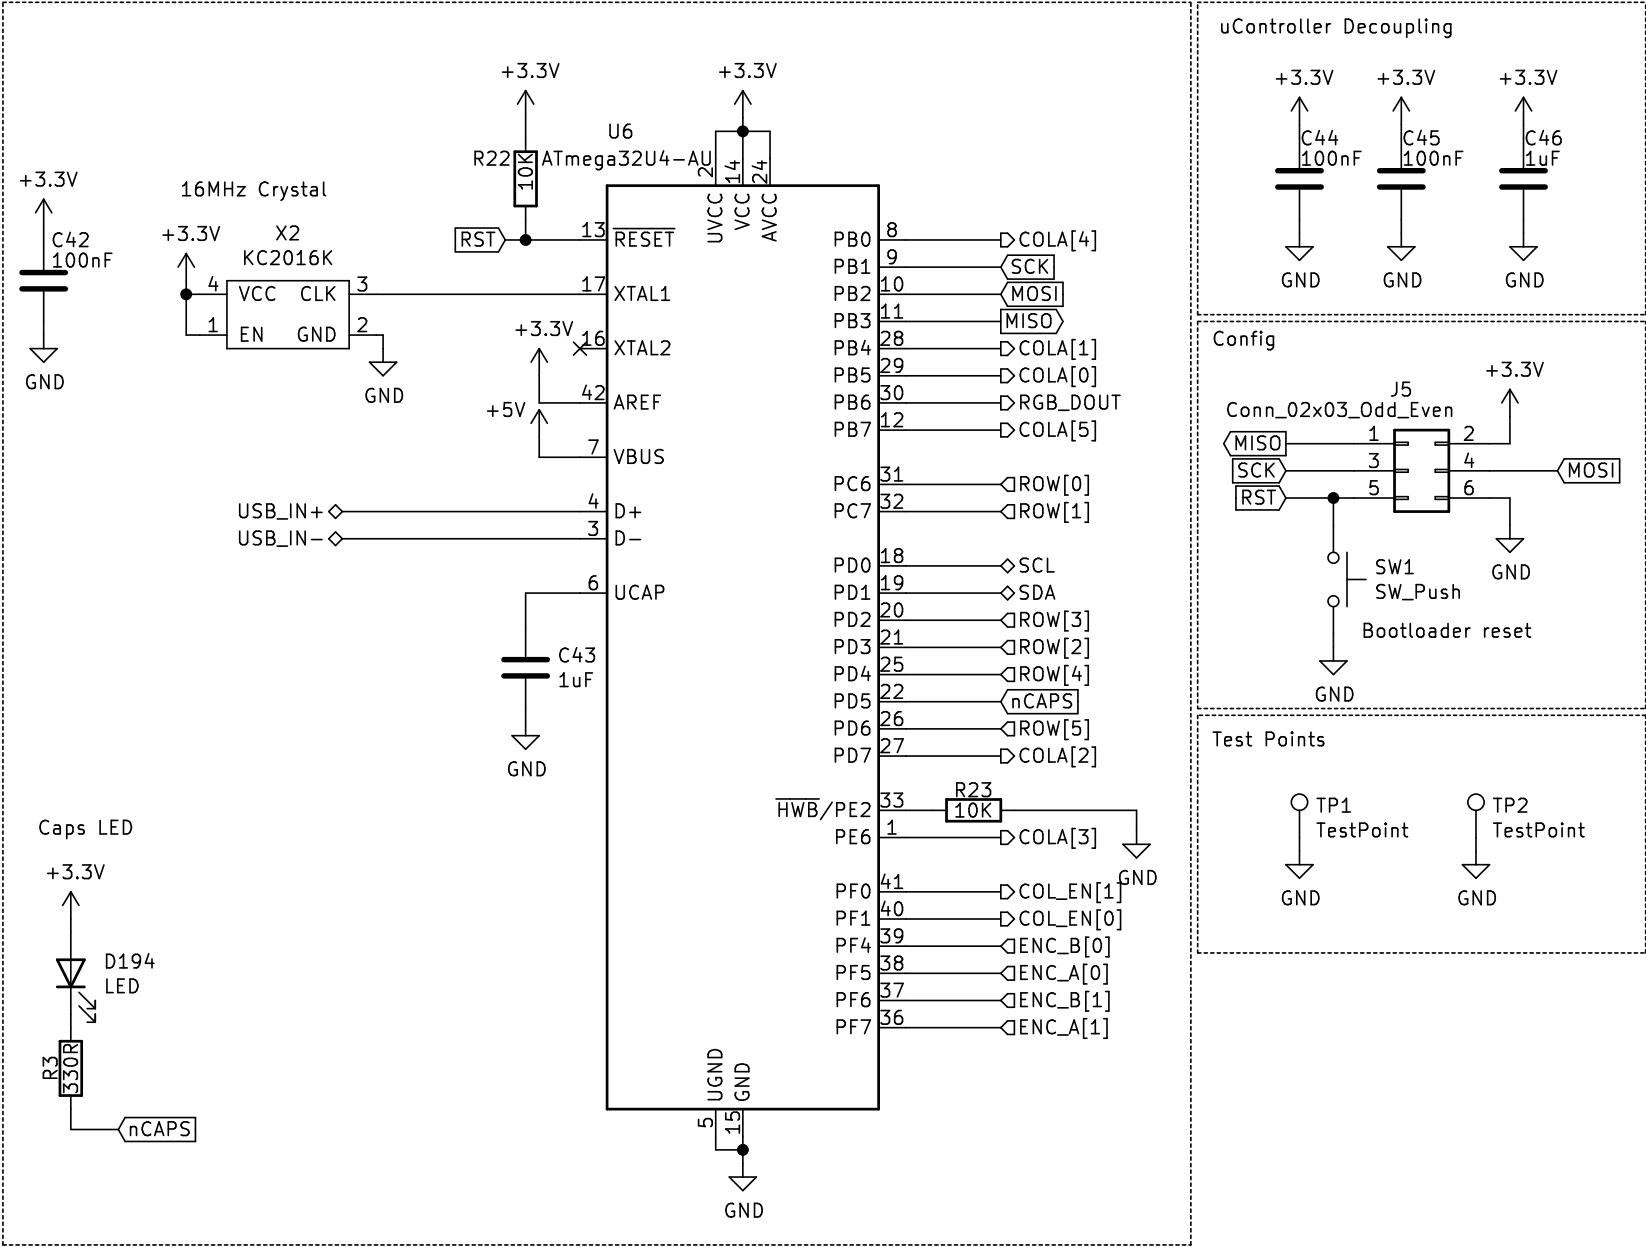 +3.3V
C42
100nF
GND
16MHz Crystal
+3.3V
X2
KC2016K
4 VCC CLK 3
1 EN GND 2
GND
+3.3V
R22
10K
RST
U6
ATmega32U4-AU
+3.3V
2 14 24
UVCC VCC AVCC
13 RESET
17 XTAL1
+3.3V
16 XTAL2
42 AREF
+5V
7 VBUS
USB_IN+ 4 D+
USB_IN- 3 D-
6 UCAP
C43
1uF
GND
PB0 8 COLA[4]
PB1 9 SCK
PB2 10 MOSI
PB3 11 MISO
PB4 28 COLA[1]
PB5 29 COLA[0]
PB6 30 RGB_DOUT
PB7 12 COLA[5]
PC6 31 ROW[0]
PC7 32 ROW[1]
PD0 18 SCL
PD1 19 SDA
PD2 20 ROW[3]
PD3 21 ROW[2]
PD4 25 ROW[4]
PD5 22 nCAPS
PD6 26 ROW[5]
PD7 27 COLA[2]
HWB/PE2 33 R23
10K
PE6 1 COLA[3]
GND
PF0 41 COL_EN[1]
PF1 40 COL_EN[0]
PF4 39 ENC_B[0]
PF5 38 ENC_A[0]
PF6 37 ENC_B[1]
PF7 36 ENC_A[1]
UGND GND
5 15
GND
Caps LED
+3.3V
D194
LED
R3
330R
nCAPS
uController Decoupling
+3.3V +3.3V +3.3V
C44 C45 C46
100nF 100nF 1uF
GND GND GND
Config
+3.3V
J5
Conn_02x03_Odd_Even
MISO 1 2
SCK 3 4 MOSI
RST 5 6
GND
SW1
SW_Push
Bootloader reset
GND
Test Points
TP1 TP2
TestPoint TestPoint
GND GND